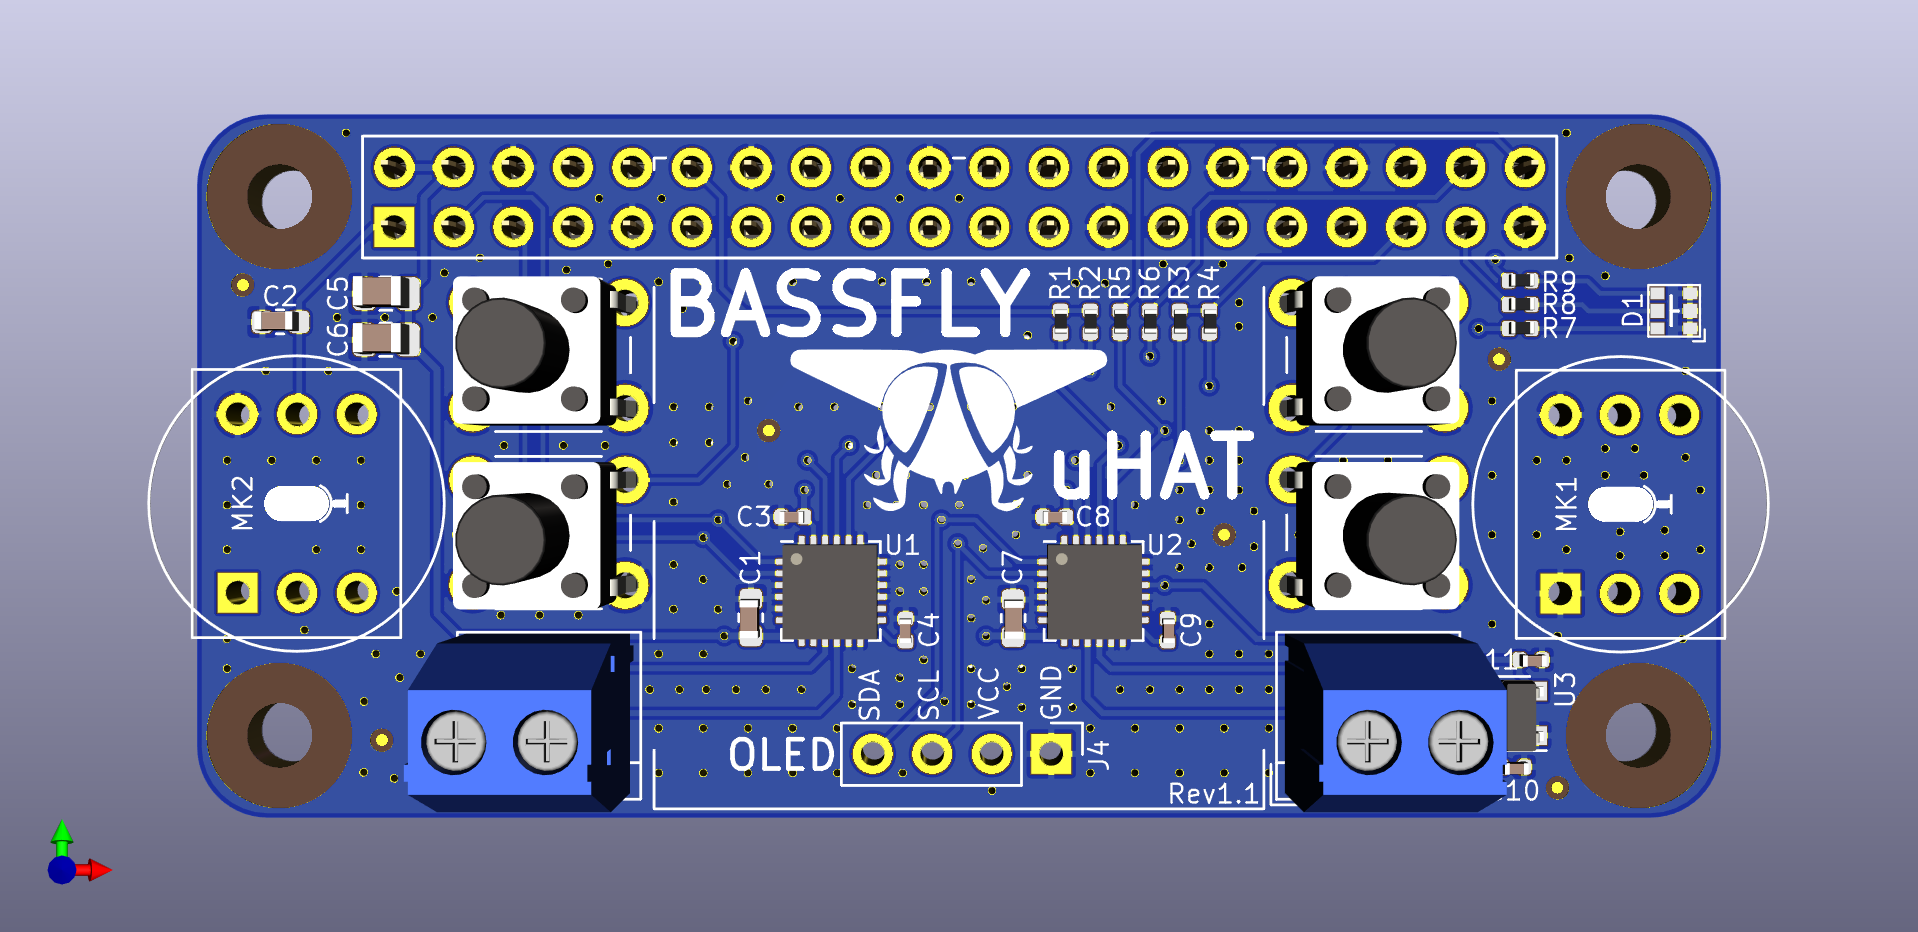 BASSFLY
uHAT
R1
R2
R5
R6
R3
R4
R9
R8
R7
D1
C2
C5
C6
MK2
MK1
C3
C8
U1
U2
C1
C7
C4
C9
SDA
SCL
VCC
GND
OLED
J4
Rev1.1
11
U3
10